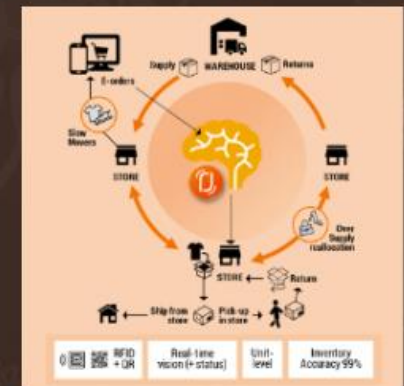 Supply
WAREHOUSE
Returns
E-orders
Slow
Movers
STORE
STORE
Over
Supply
reallocation
STORE
Return
Ship from
store
Pick-up
in store
RFID
+ QR
Real-time
vision (+ status)
Unit-
level
Inventory
Accuracy 99%